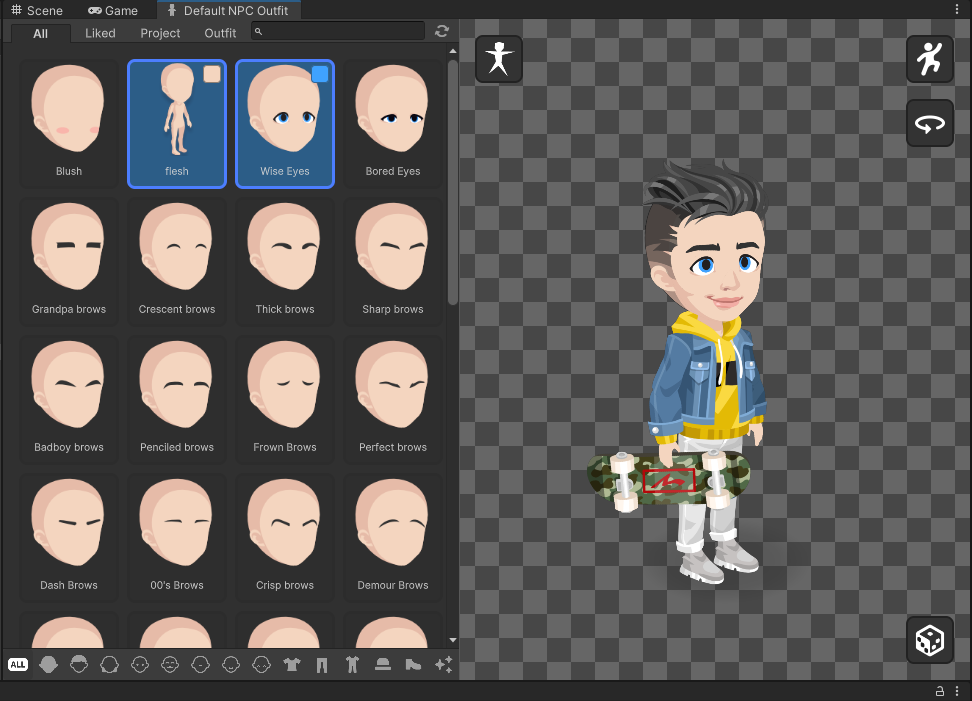 Scene Game Default NPC Outfit
All Liked Project Outfit
Blush flesh Wise Eyes Bored Eyes
Grandpa brows Crescent brows Thick brows Sharp brows
Badboy brows Penciled brows Frown Brows Perfect brows
Dash Brows 00's Brows Crisp brows Demour Brows
ALL